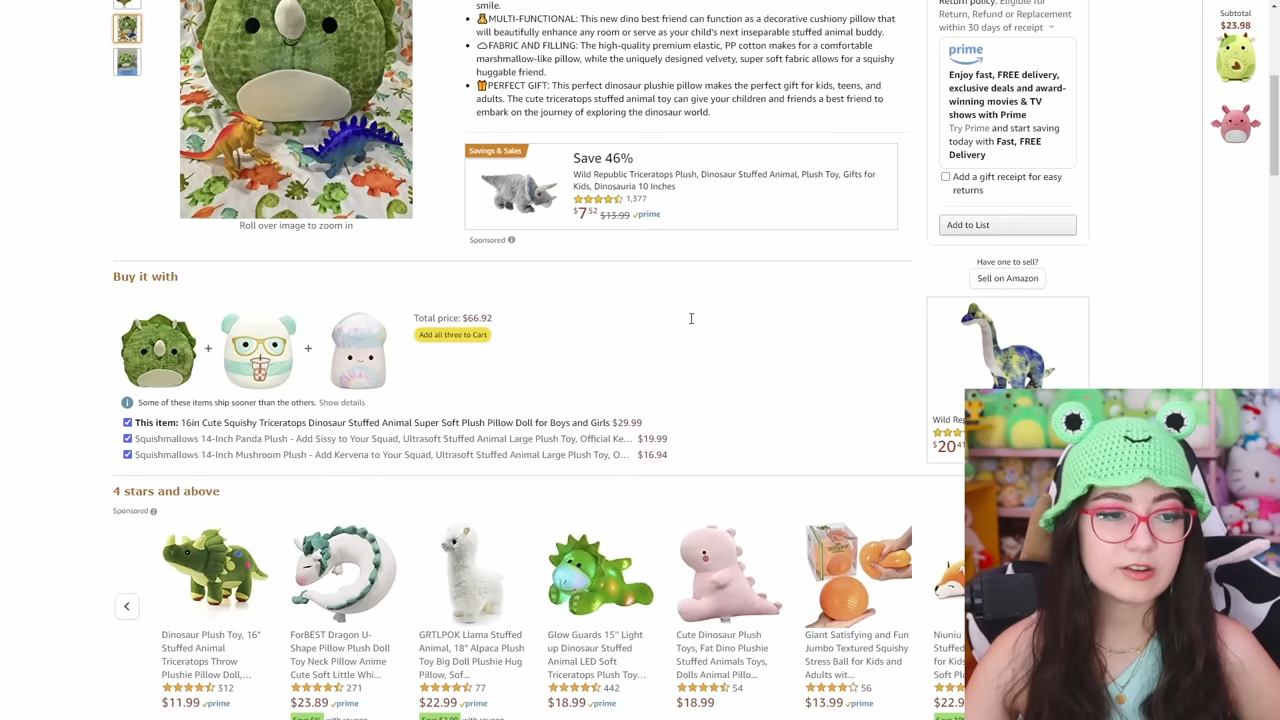 smile.
MULTI-FUNCTIONAL: This new dino best friend can function as a decorative cushiony pillow that
will beautifully enhance any room or serve as your child's next inseparable stuffed animal buddy.
FABRIC AND FILLING: The high-quality premium elastic, PP cotton makes for a comfortable
marshmallow-like pillow, while the uniquely designed velvety, super soft fabric allows for a squishy
huggable friend.
PERFECT GIFT: This perfect dinosaur plushie pillow makes the perfect gift for kids, teens, and
adults. The cute triceratops stuffed animal toy can give your children and friends a best friend to
embark on the journey of exploring the dinosaur world.
Savings & Sales
Save 46%
Wild Republic Triceratops Plush, Dinosaur Stuffed Animal, Plush Toy, Gifts for
Kids, Dinosauria 10 Inches
1,377
$7.52 $13.99 prime
Sponsored
Roll over image to zoom in
Return policy: Eligible for
Return, Refund or Replacement
within 30 days of receipt
prime
Enjoy fast, FREE delivery,
exclusive deals and award-
winning movies & TV
shows with Prime
Try Prime and start saving
today with Fast, FREE
Delivery
Add a gift receipt for easy
returns
Add to List
Have one to sell?
Sell on Amazon
Subtotal
$23.98
Buy it with
Total price: $66.92
Add all three to Cart
Some of these items ship sooner than the others. Show details
This item: 16in Cute Squishy Triceratops Dinosaur Stuffed Animal Super Soft Plush Pillow Doll for Boys and Girls $29.99
Squishmallows 14-Inch Panda Plush - Add Sissy to Your Squad, Ultrasoft Stuffed Animal Large Plush Toy, Official Ke... $19.99
Squishmallows 14-Inch Mushroom Plush - Add Kervena to Your Squad, Ultrasoft Stuffed Animal Large Plush Toy, O... $16.94
Wild Rep
$20
4 stars and above
Sponsored
Dinosaur Plush Toy, 16"
Stuffed Animal
Triceratops Throw
Plushie Pillow Doll,...
312
$11.99 prime
ForBEST Dragon U-
Shape Pillow Plush Doll
Toy Neck Pillow Anime
Cute Soft Little Whi...
271
$23.89 prime
GRTLPOK Llama Stuffed
Animal, 18" Alpaca Plush
Toy Big Doll Plushie Hug
Pillow, Sof...
77
$22.99 prime
Glow Guards 15" Light
up Dinosaur Stuffed
Animal LED Soft
Triceratops Plush Toy...
442
$18.99 prime
Cute Dinosaur Plush
Toys, Fat Dino Plushie
Stuffed Animals Toys,
Dolls Animal Pillo...
54
$18.99
Giant Satisfying and Fun
Jumbo Textured Squishy
Stress Ball for Kids and
Adults wit...
56
$13.99 prime
Niuniu
Stuffed
for Kids
Soft Pl
$22.9